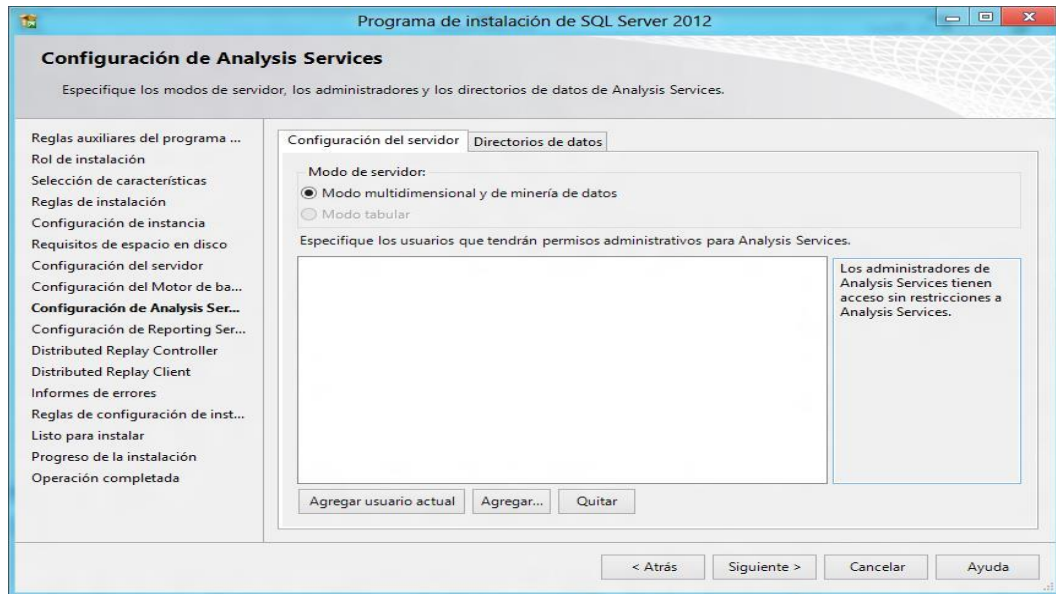 Programa de instalación de SQL Server 2012
Configuración de Analysis Services
Especifique los modos de servidor, los administradores y los directorios de datos de Analysis Services.
Reglas auxiliares del programa ...
Rol de instalación
Selección de características
Reglas de instalación
Configuración de instancia
Requisitos de espacio en disco
Configuración del servidor
Configuración del Motor de ba...
Configuración de Analysis Ser...
Configuración de Reporting Ser...
Distributed Replay Controller
Distributed Replay Client
Informes de errores
Reglas de configuración de inst...
Listo para instalar
Progreso de la instalación
Operación completada
Configuración del servidor
Directorios de datos
Modo de servidor:
Modo multidimensional y de minería de datos
Modo tabular
Especifique los usuarios que tendrán permisos administrativos para Analysis Services.
Los administradores de
Analysis Services tienen
acceso sin restricciones a
Analysis Services.
Agregar usuario actual
Agregar...
Quitar
< Atrás
Siguiente >
Cancelar
Ayuda